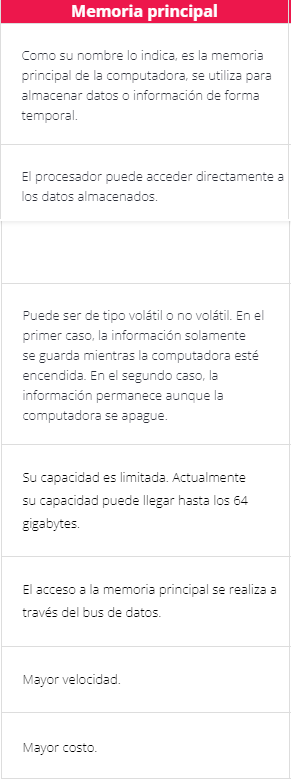 Memoria principal
Como su nombre lo indica, es la memoria
principal de la computadora, se utiliza para
almacenar datos o información de forma
temporal.
El procesador puede acceder directamente a
los datos almacenados.
Puede ser de tipo volátil o no volátil. En el
primer caso, la información solamente
se guarda mientras la computadora esté
encendida. En el segundo caso, la
información permanece aunque la
computadora se apague.
Su capacidad es limitada. Actualmente
su capacidad puede llegar hasta los 64
gigabytes.
El acceso a la memoria principal se realiza a
través del bus de datos.
Mayor velocidad.
Mayor costo.